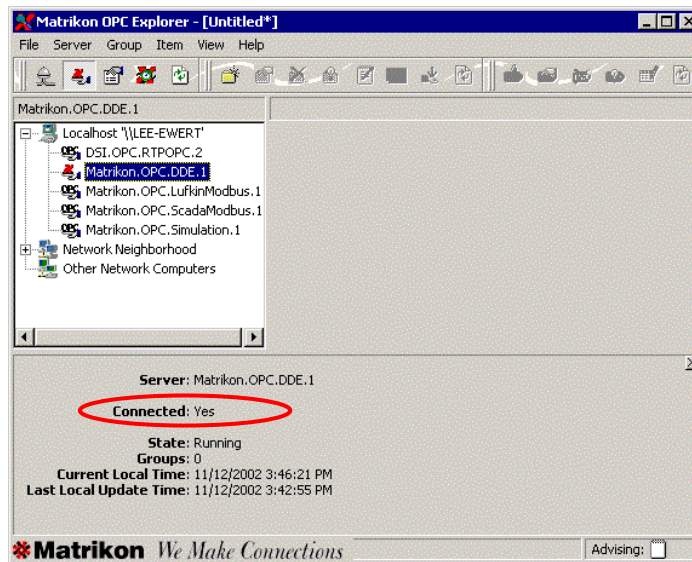 Matrikon OPC Explorer - [Untitled*]
File Server Group Item View Help
Matrikon.OPC.DDE.1
Localhost '\\LEE-EWERT'
DSI.OPC.RTPOPC.2
Matrikon.OPC.DDE.1
Matrikon.OPC.LufkinModbus.1
Matrikon.OPC.ScadaModbus.1
Matrikon.OPC.Simulation.1
Network Neighborhood
Other Network Computers
Server: Matrikon.OPC.DDE.1
Connected: Yes
State: Running
Groups: 0
Current Local Time: 11/12/2002 3:46:21 PM
Last Local Update Time: 11/12/2002 3:42:55 PM
Matrikon We Make Connections
Advising: